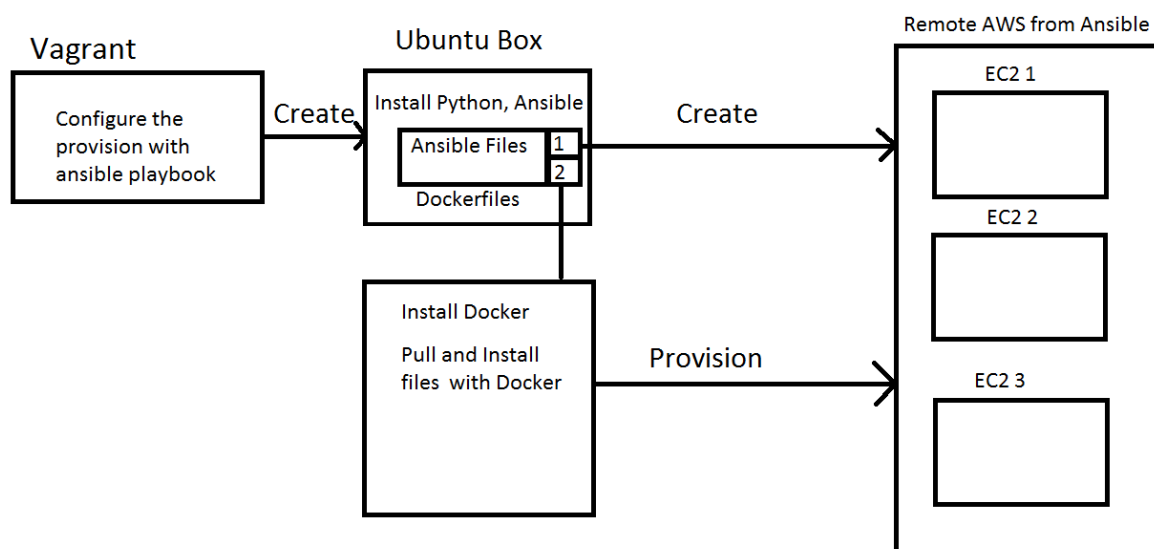 Vagrant
Configure the
provision with
ansible playbook
Create
Ubuntu Box
Install Python, Ansible
Ansible Files
1
2
Dockerfiles
Create
Install Docker
Pull and Install
files with Docker
Provision
Remote AWS from Ansible
EC2 1
EC2 2
EC2 3